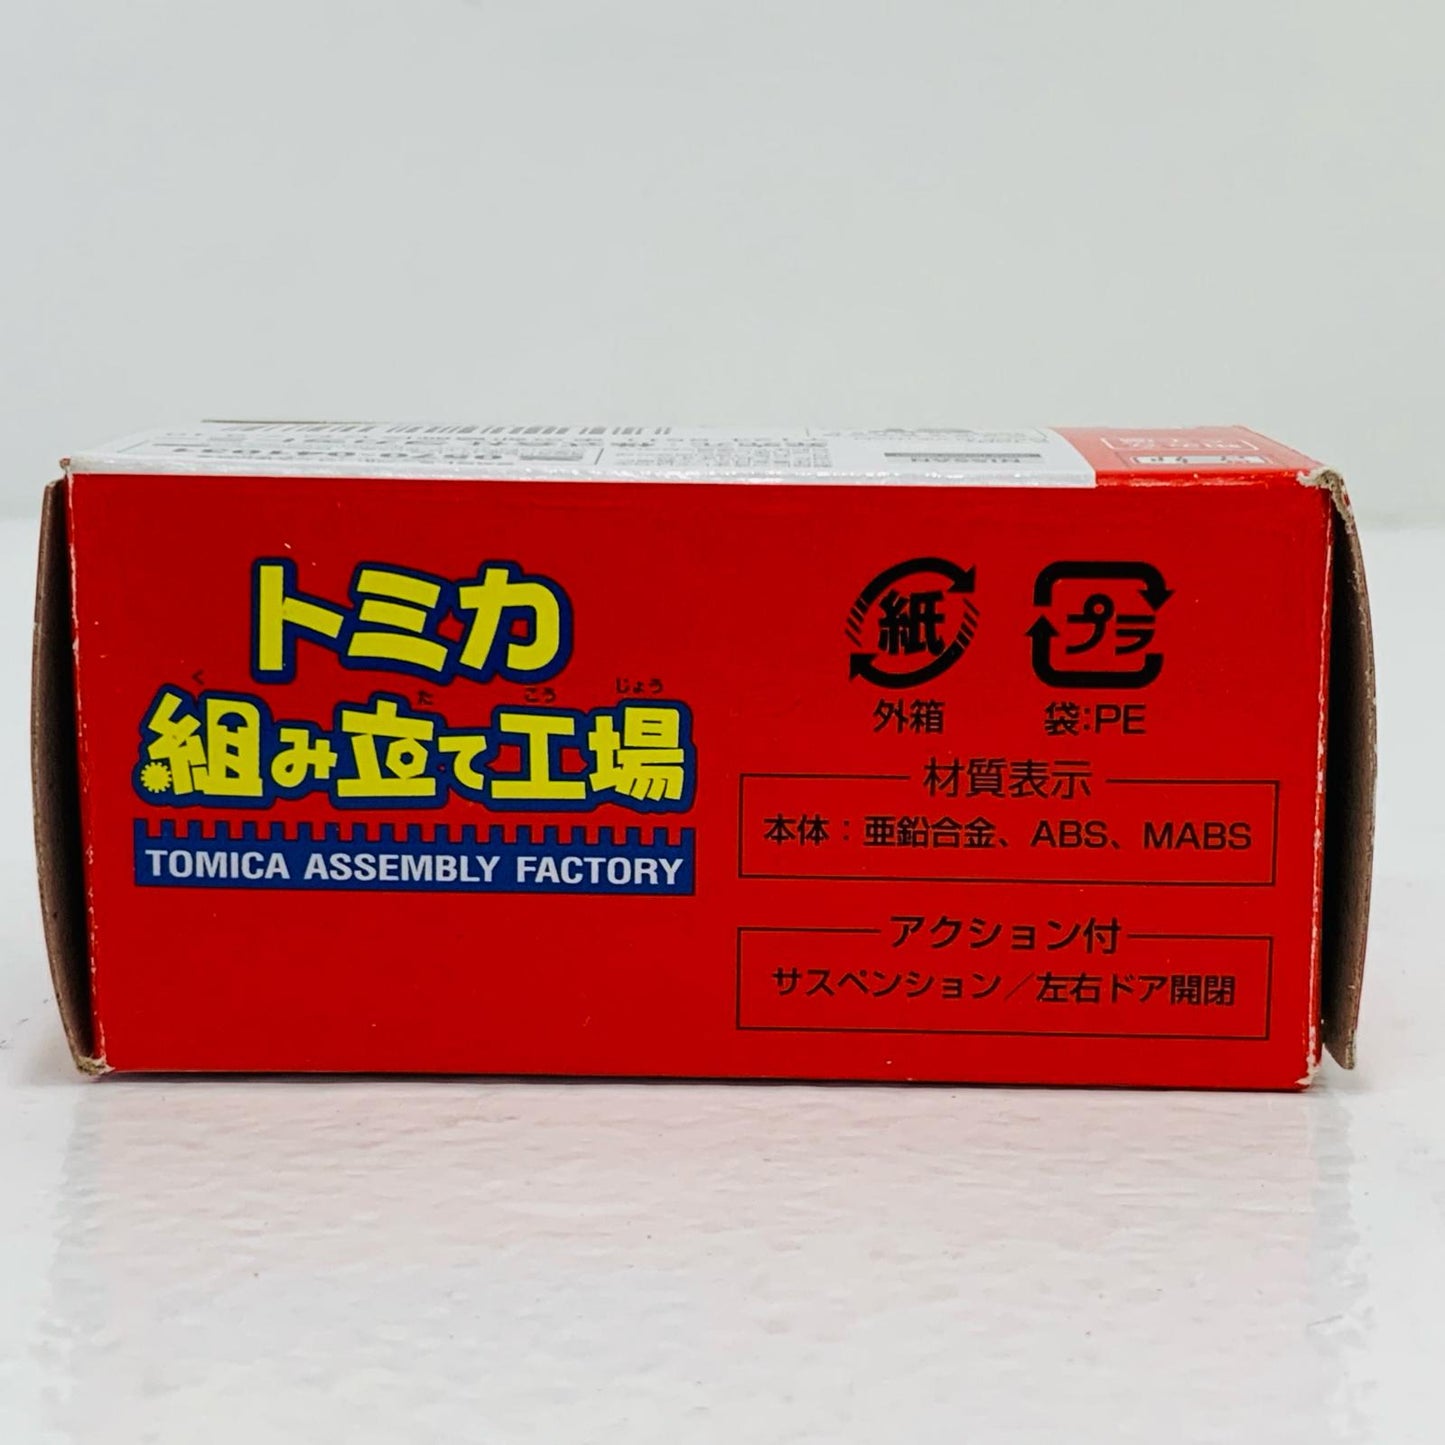 NISSAN
0570-041031
トミカ
く た こう じょう
組み立て工場
TOMICA ASSEMBLY FACTORY
紙
プラ
外箱
袋:PE
材質表示
本体：亜鉛合金、ABS、MABS
アクション付
サスペンション／左右ドア開閉